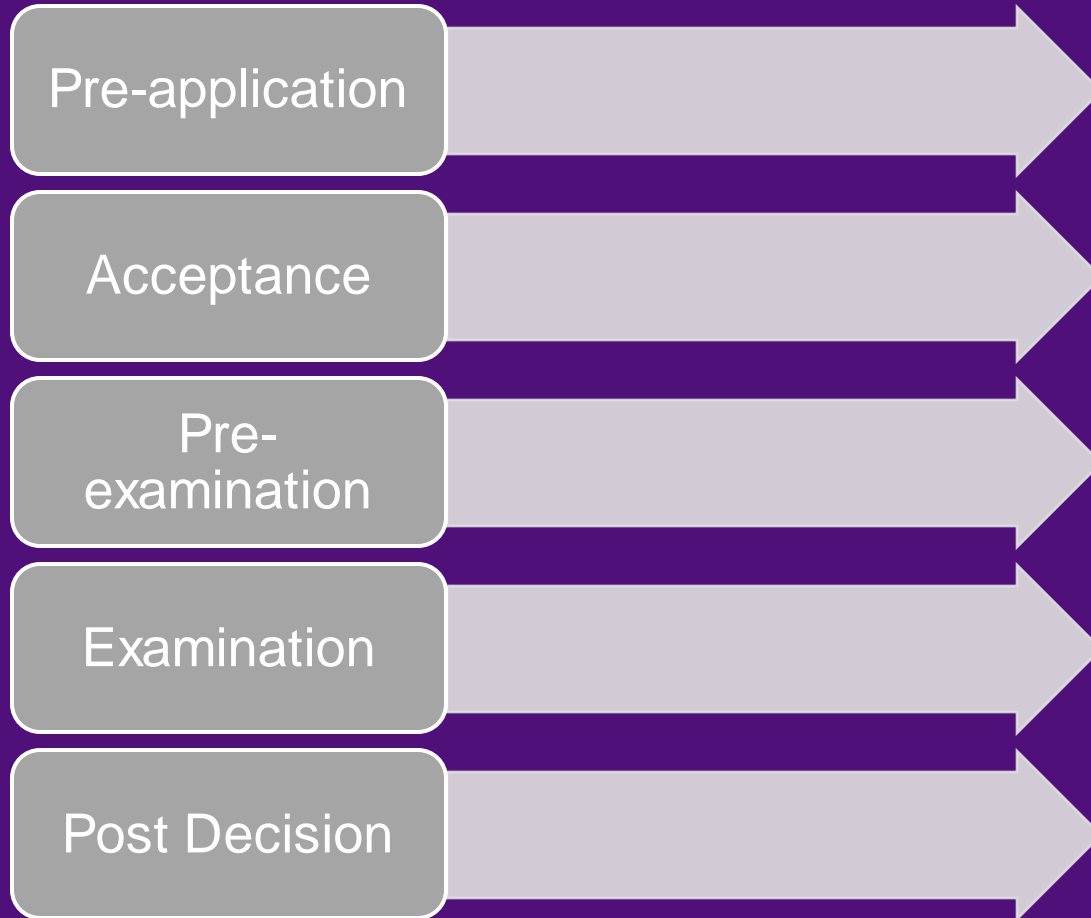 Pre-application
Acceptance
Pre-
examination
Examination
Post Decision